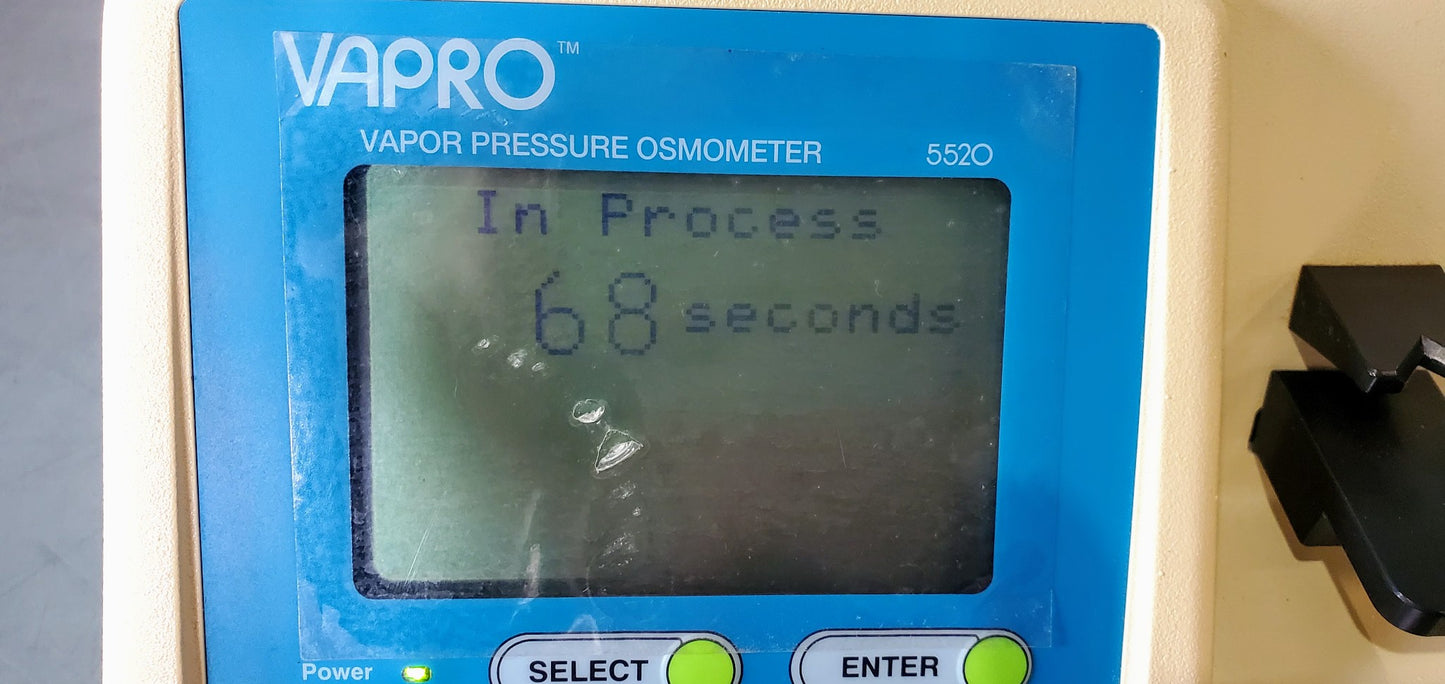 VAPRO™
VAPOR PRESSURE OSMOMETER 5520
In Process
68 seconds
Power SELECT ENTER